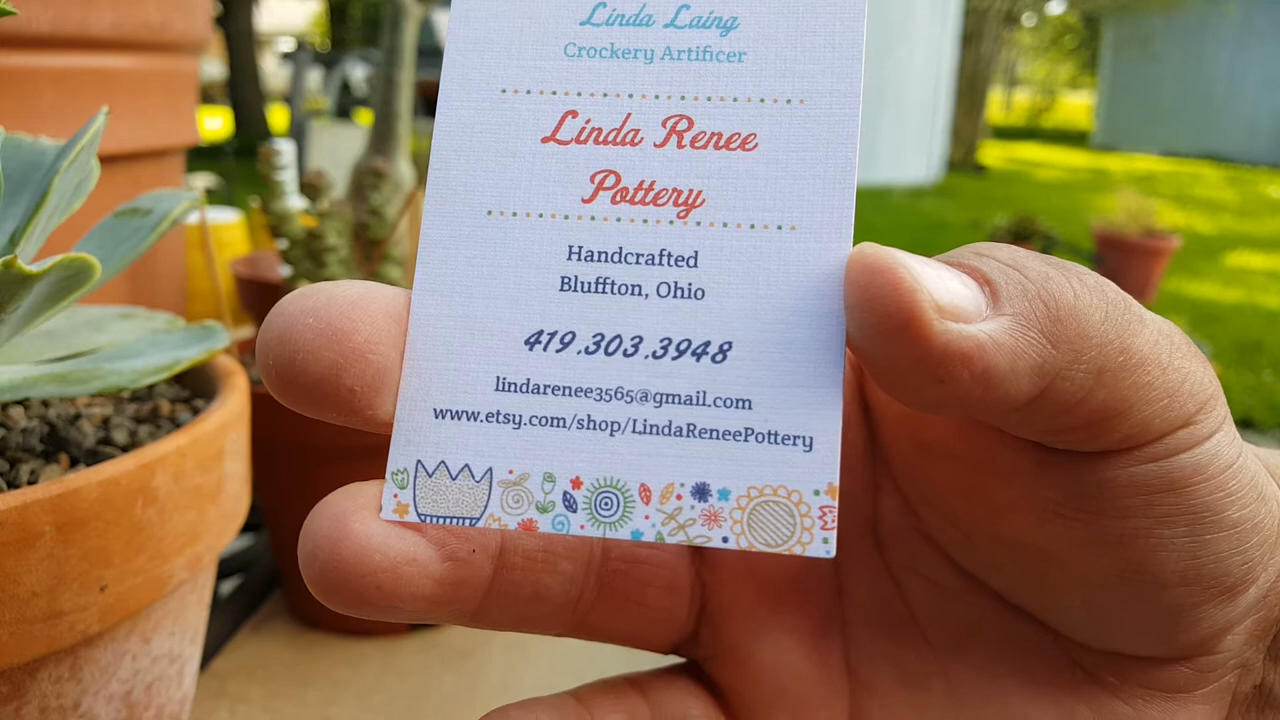 Linda Laing
Crockery Artificer
Linda Renee
Pottery
Handcrafted
Bluffton, Ohio
419.303.3948
lindarenee3565@gmail.com
www.etsy.com/shop/LindaReneePottery